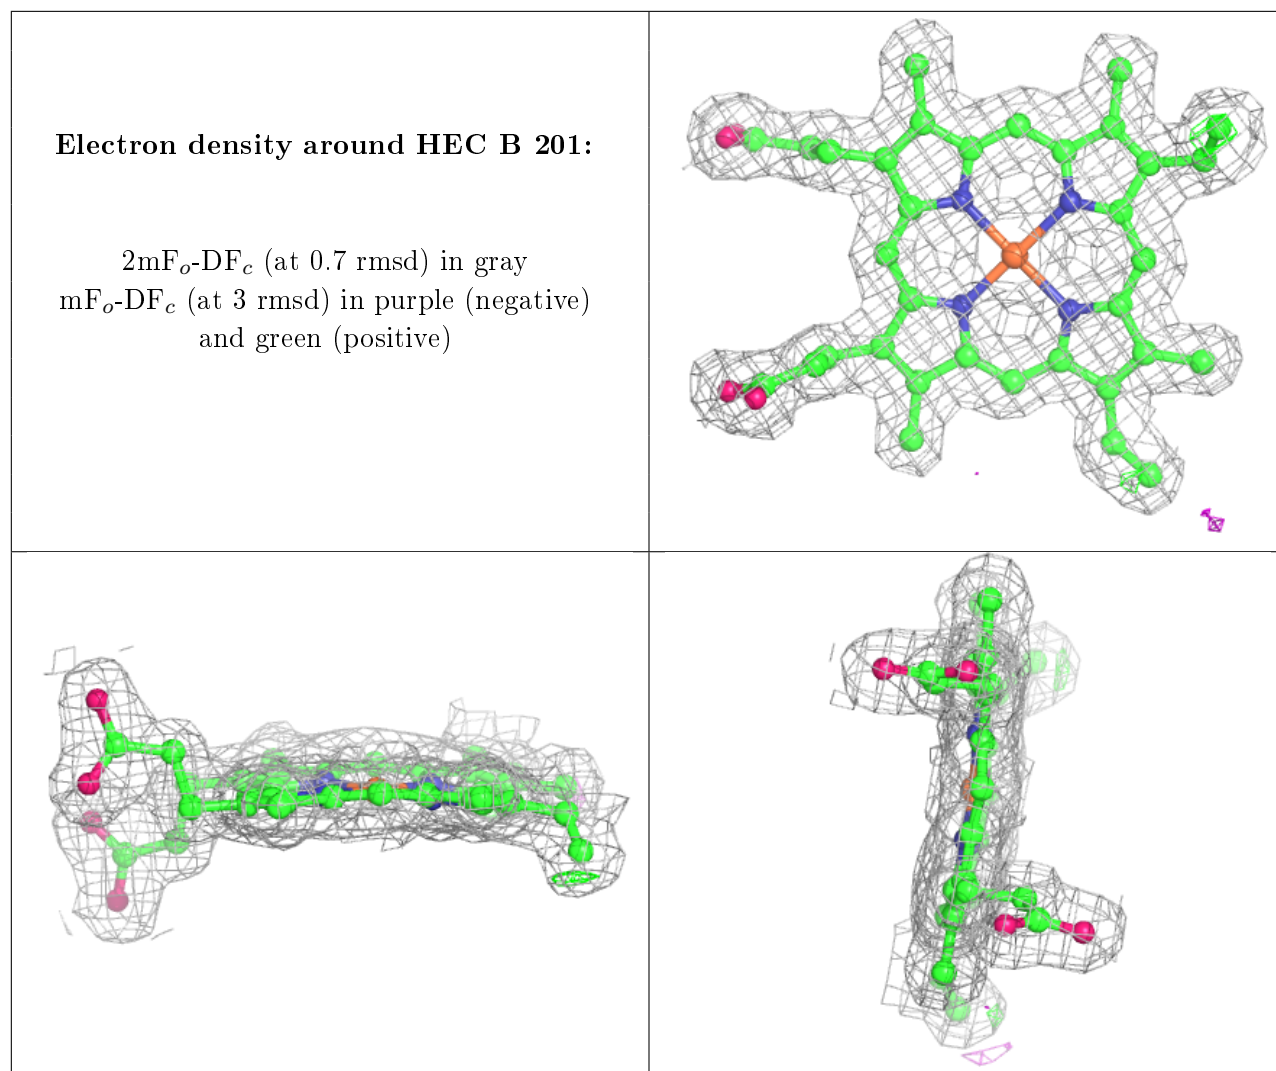 Electron density around HEC B 201:
2mFₒ-DF𝒸 (at 0.7 rmsd) in gray
mFₒ-DF𝒸 (at 3 rmsd) in purple (negative)
and green (positive)